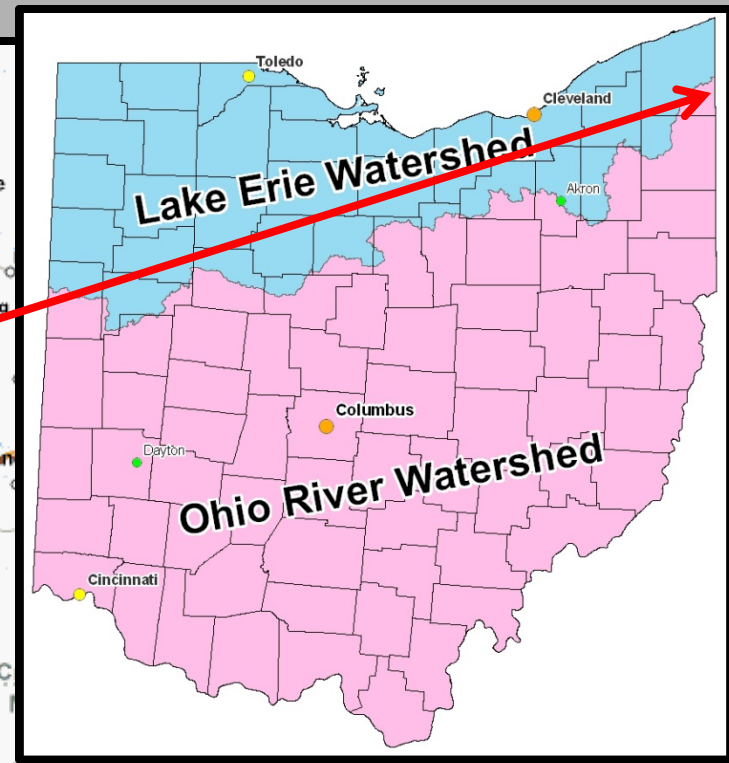 Toledo
Cleveland
Lake Erie Watershed
Akron
Columbus
Dayton
Ohio River Watershed
Cincinnati